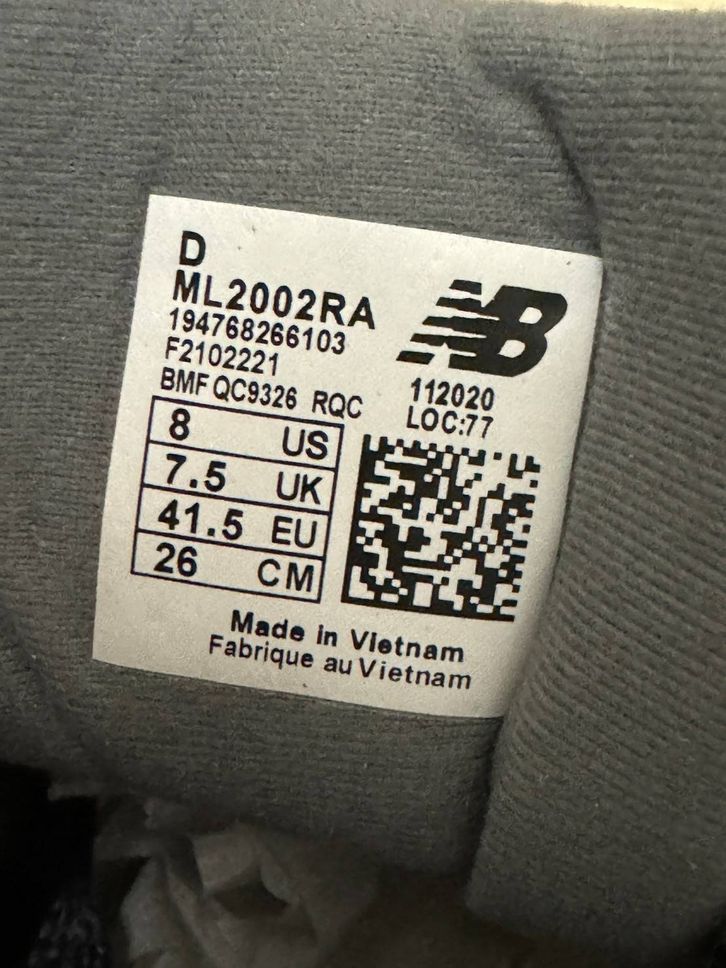 D
ML2002RA
194768266103
F2102221
BMF QC9326 RQC
NB
112020
LOC:77
8 US
7.5 UK
41.5 EU
26 CM
Made in Vietnam
Fabrique au Vietnam